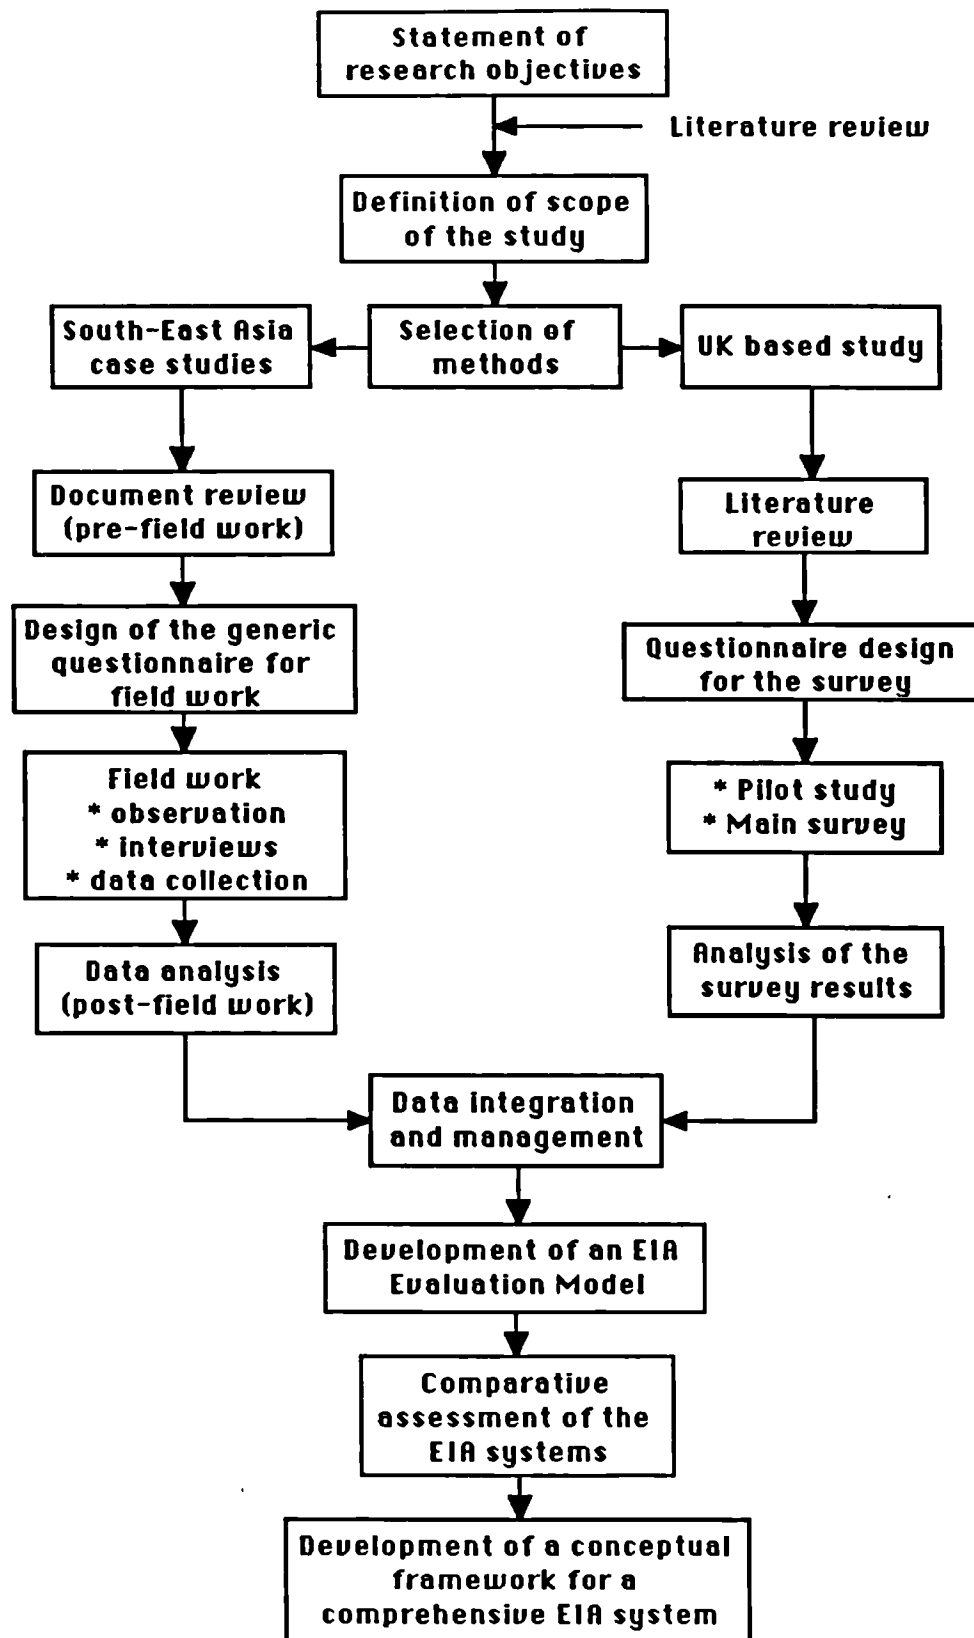 Statement of
research objectives
Literature review
Definition of scope
of the study
South-East Asia
case studies
Selection of
methods
UK based study
Document review
(pre-field work)
Literature
review
Design of the generic
questionnaire for
field work
Questionnaire design
for the survey
Field work
* observation
* interviews
* data collection
* Pilot study
* Main survey
Data analysis
(post-field work)
Analysis of the
survey results
Data integration
and management
Development of an EIA
Evaluation Model
Comparative
assessment of the
EIA systems
Development of a conceptual
framework for a
comprehensive EIA system